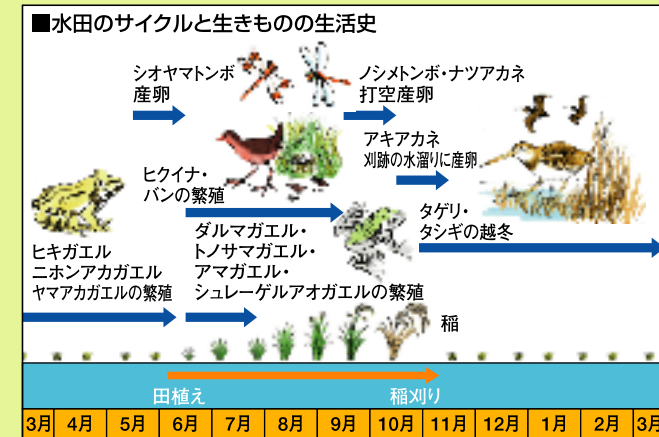 ■水田のサイクルと生きものの生活史
シオヤマトンボ
産卵
ノシメトンボ・ナツアカネ
打空産卵
アキアカネ
刈跡の水溜りに産卵
ヒクイナ・
バンの繁殖
タゲリ・
タシギの越冬
ダルマガエル・
トノサマガエル・
アマガエル・
シュレーゲルアオガエルの繁殖
ヒキガエル
ニホンアカガエル
ヤマアカガエルの繁殖
稲
田植え
稲刈り
3月 4月 5月 6月 7月 8月 9月 10月 11月 12月 1月 2月 3月